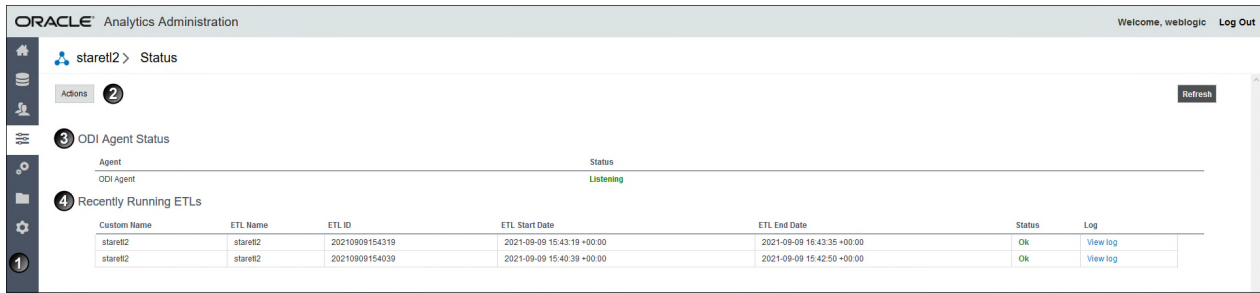 ORACLE® Analytics Administration Welcome, weblogic Log Out
staretl2 > Status
Actions 2 Refresh
3 ODI Agent Status
Agent Status
ODI Agent Listening
4 Recently Running ETLs
Custom Name ETL Name ETL ID ETL Start Date ETL End Date Status Log
staretl2 staretl2 20210909154319 2021-09-09 15:43:19 +00:00 2021-09-09 16:43:35 +00:00 Ok View log
staretl2 staretl2 20210909154039 2021-09-09 15:40:39 +00:00 2021-09-09 15:42:50 +00:00 Ok View log
1